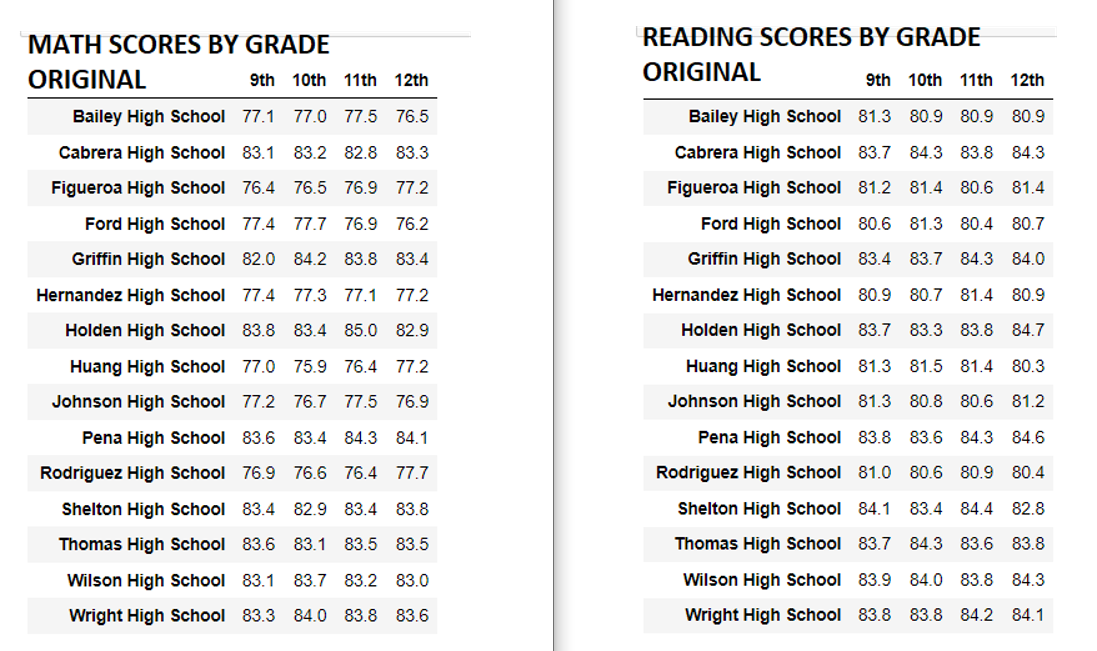 MATH SCORES BY GRADE
ORIGINAL 9th 10th 11th 12th
Bailey High School 77.1 77.0 77.5 76.5
Cabrera High School 83.1 83.2 82.8 83.3
Figueroa High School 76.4 76.5 76.9 77.2
Ford High School 77.4 77.7 76.9 76.2
Griffin High School 82.0 84.2 83.8 83.4
Hernandez High School 77.4 77.3 77.1 77.2
Holden High School 83.8 83.4 85.0 82.9
Huang High School 77.0 75.9 76.4 77.2
Johnson High School 77.2 76.7 77.5 76.9
Pena High School 83.6 83.4 84.3 84.1
Rodriguez High School 76.9 76.6 76.4 77.7
Shelton High School 83.4 82.9 83.4 83.8
Thomas High School 83.6 83.1 83.5 83.5
Wilson High School 83.1 83.7 83.2 83.0
Wright High School 83.3 84.0 83.8 83.6
READING SCORES BY GRADE
ORIGINAL 9th 10th 11th 12th
Bailey High School 81.3 80.9 80.9 80.9
Cabrera High School 83.7 84.3 83.8 84.3
Figueroa High School 81.2 81.4 80.6 81.4
Ford High School 80.6 81.3 80.4 80.7
Griffin High School 83.4 83.7 84.3 84.0
Hernandez High School 80.9 80.7 81.4 80.9
Holden High School 83.7 83.3 83.8 84.7
Huang High School 81.3 81.5 81.4 80.3
Johnson High School 81.3 80.8 80.6 81.2
Pena High School 83.8 83.6 84.3 84.6
Rodriguez High School 81.0 80.6 80.9 80.4
Shelton High School 84.1 83.4 84.4 82.8
Thomas High School 83.7 84.3 83.6 83.8
Wilson High School 83.9 84.0 83.8 84.3
Wright High School 83.8 83.8 84.2 84.1